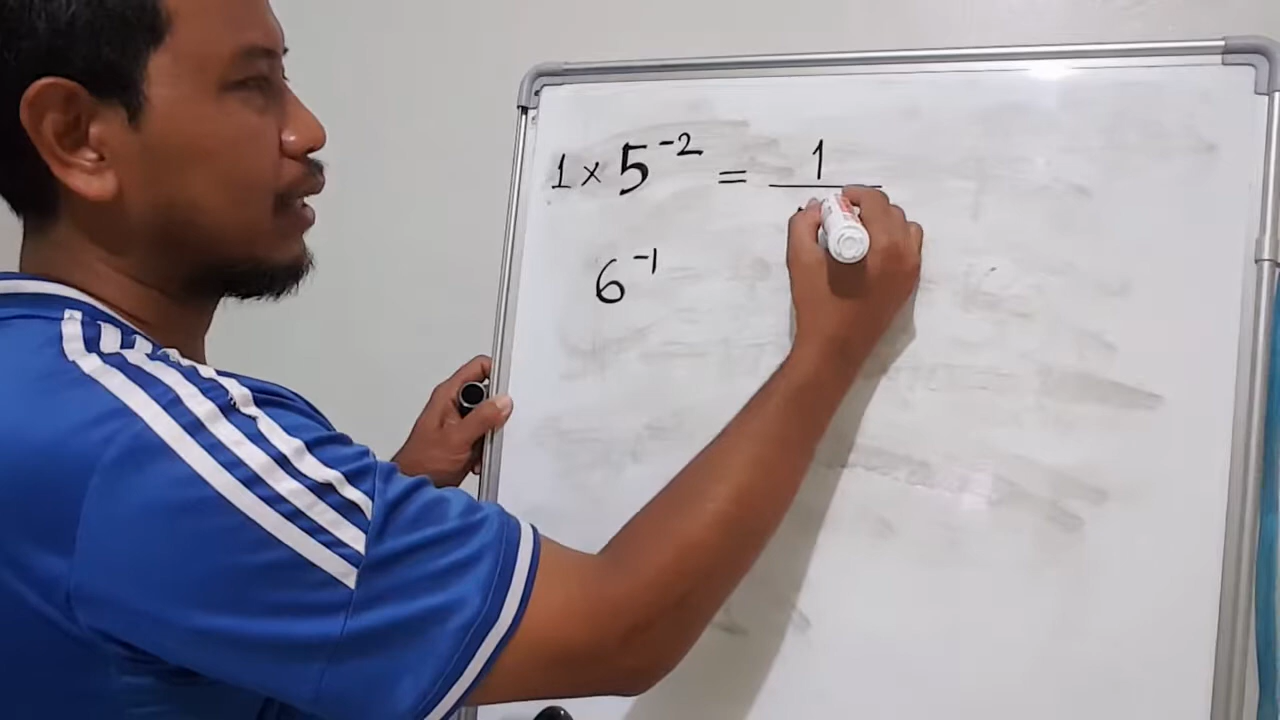 1 × 5⁻² = 1
6⁻¹